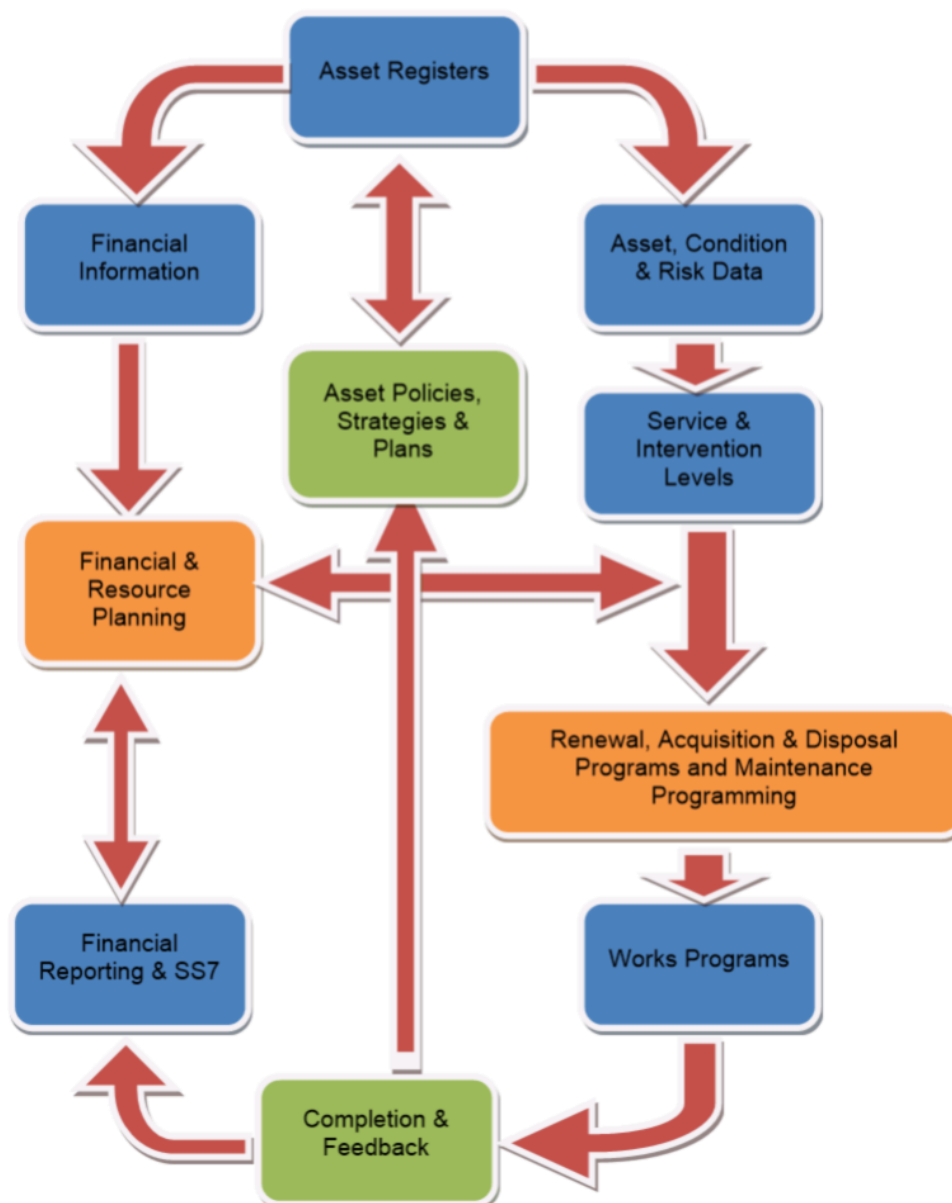 Asset Registers
Financial
Information
Asset, Condition
& Risk Data
Asset Policies,
Strategies &
Plans
Service &
Intervention
Levels
Financial &
Resource
Planning
Renewal, Acquisition & Disposal
Programs and Maintenance
Programming
Financial
Reporting & SS7
Works Programs
Completion &
Feedback